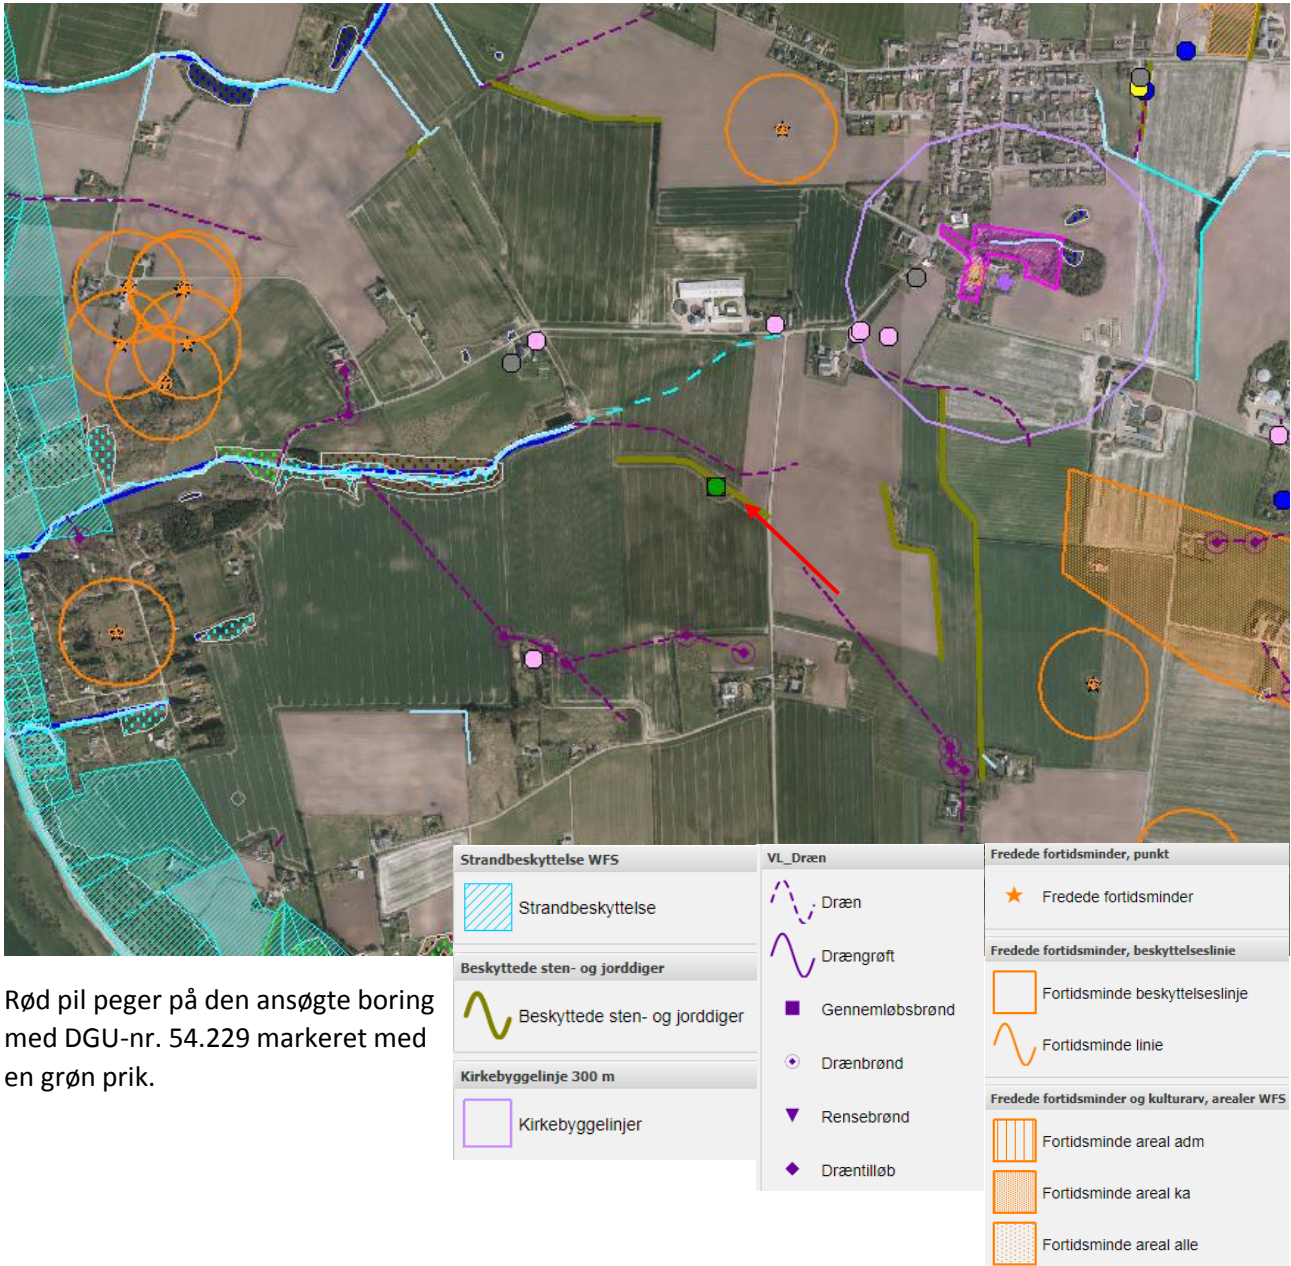 Strandbeskyttelse WFS
Strandbeskyttelse
Beskyttede sten- og jorddiger
Beskyttede sten- og jorddiger
Kirkebyggelinje 300 m
Kirkebyggelinjer
VL_Dræn
Dræn
Drængrøft
Gennemløbsbrønd
Drænbrønd
Rensebrønd
Dræntilløb
Fredede fortidsminder, punkt
Fredede fortidsminder
Fredede fortidsminder, beskyttelseslinie
Fortidsminde beskyttelseslinje
Fortidsminde linie
Fredede fortidsminder og kulturarv, arealer WFS
Fortidsminde areal adm
Fortidsminde areal ka
Fortidsminde areal alle
Rød pil peger på den ansøgte boring
med DGU-nr. 54.229 markeret med
en grøn prik.